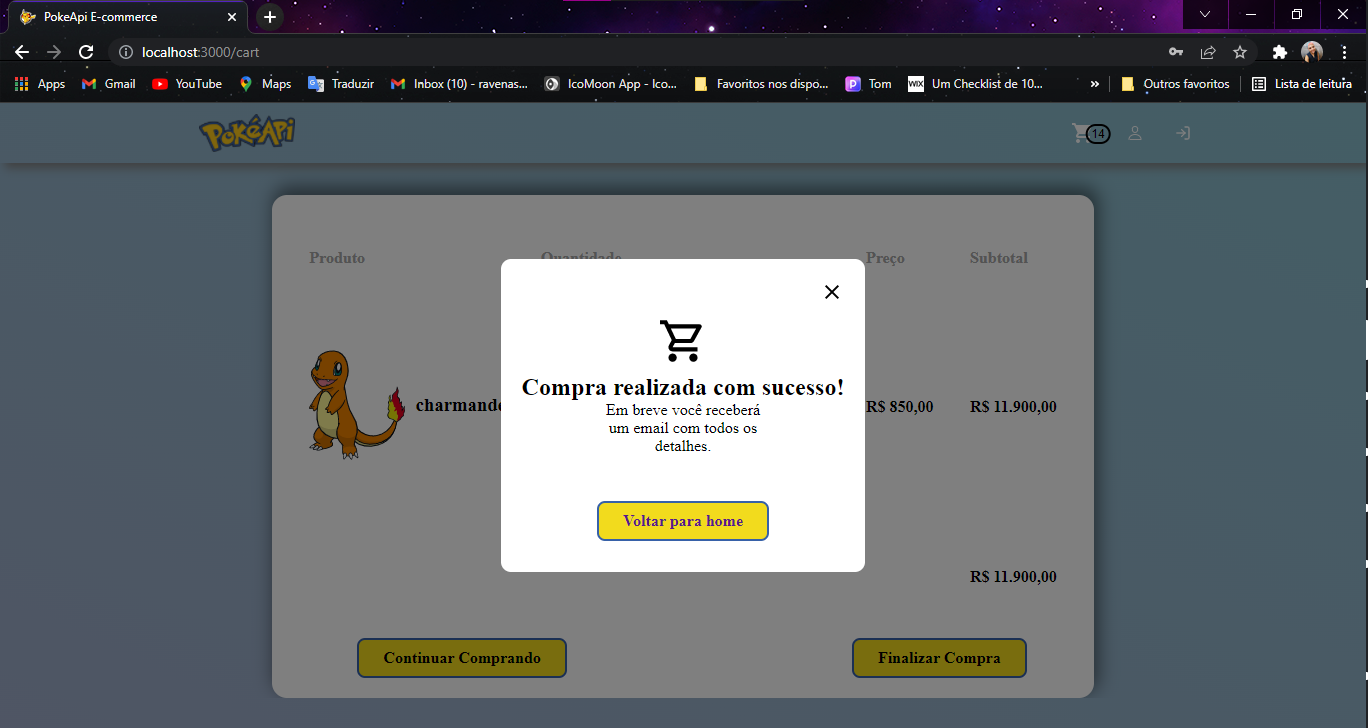 PokeApi E-commerce
localhost:3000/cart
Apps Gmail YouTube Maps Traduzir Inbox (10) - ravenas... IcoMoon App - Ico... Favoritos nos dispo... Tom WiX Um Checklist de 10... » Outros favoritos Lista de leitura
PokéApi 14
Produto Quantidade Preço Subtotal
Compra realizada com sucesso!
charmande R$ 850,00 R$ 11.900,00
Em breve você receberá
um email com todos os
detalhes.
Voltar para home
R$ 11.900,00
Continuar Comprando Finalizar Compra